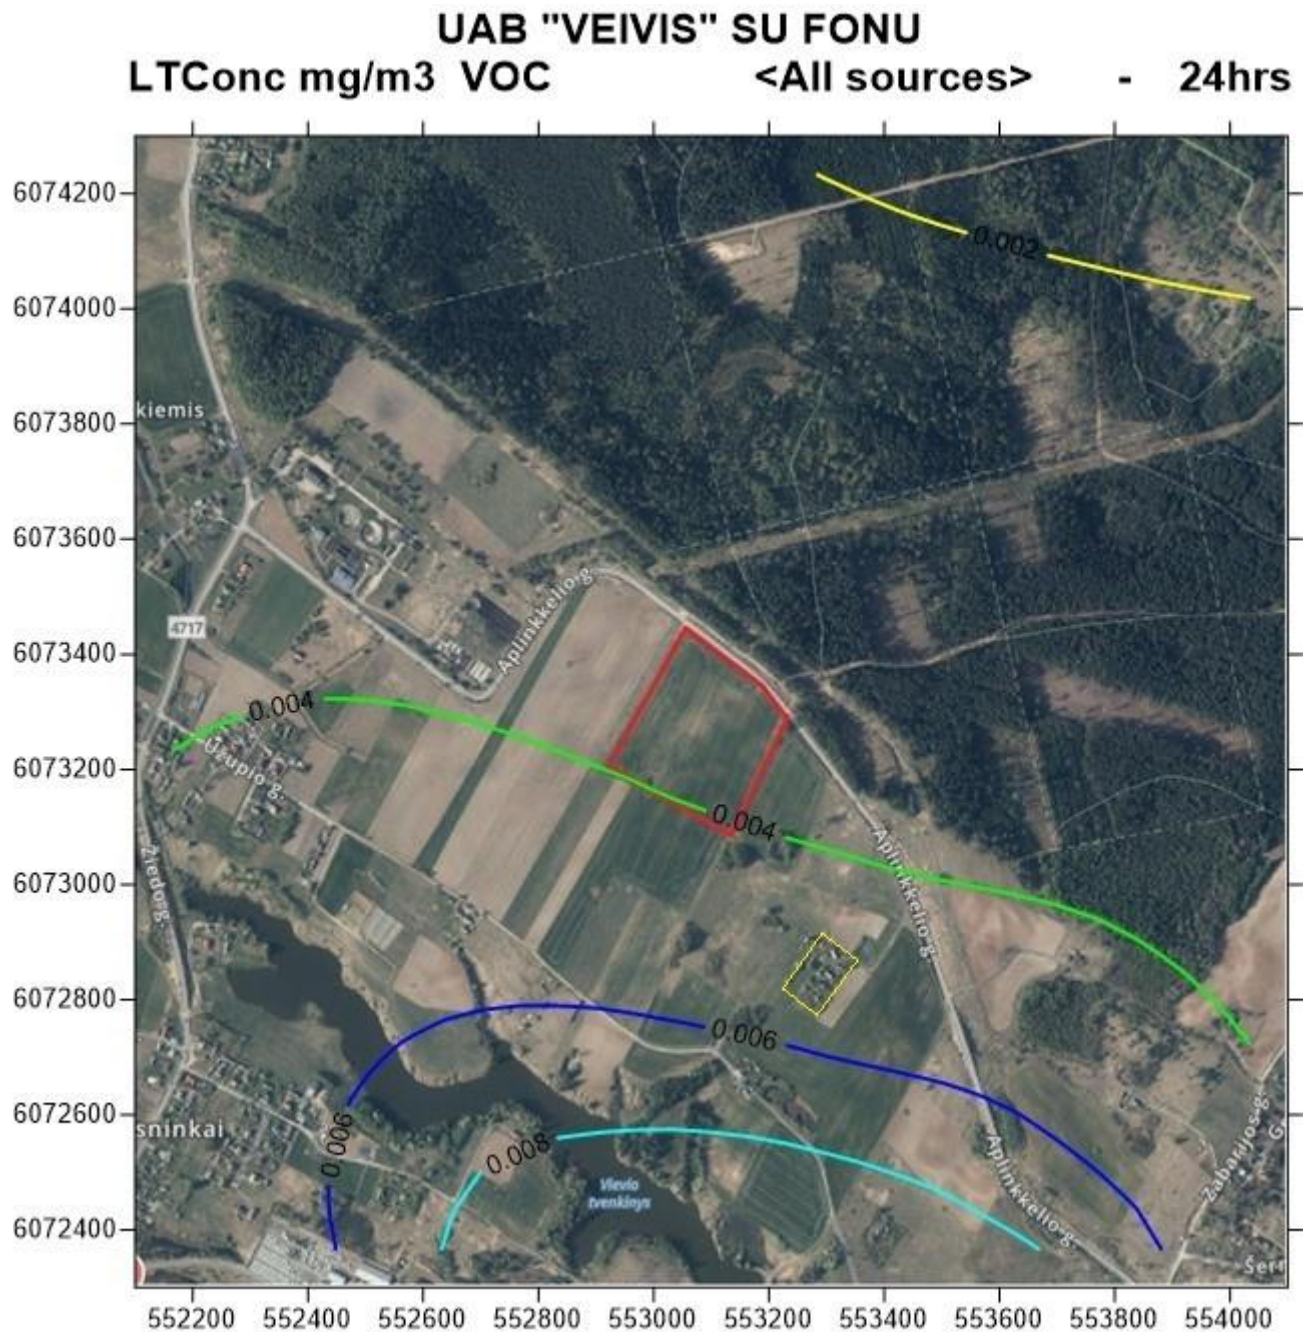 UAB "VEIVIS" SU FONU
LTConc mg/m3 VOC <All sources> - 24hrs
6074200
0.002
6074000
kiemis
6073800
6073600
Aplinkkelio g.
4717
6073400
0.004
Užupio g.
6073200
0.004
Aplinkkelio g.
Žiedo g.
6073000
6072800
0.006
6072600
sninkai
0.006
0.008
Vievio
tvenkinys
Aplinkkelio g.
Zabarijos g.
G.
6072400
Šerr
552200 552400 552600 552800 553000 553200 553400 553600 553800 554000